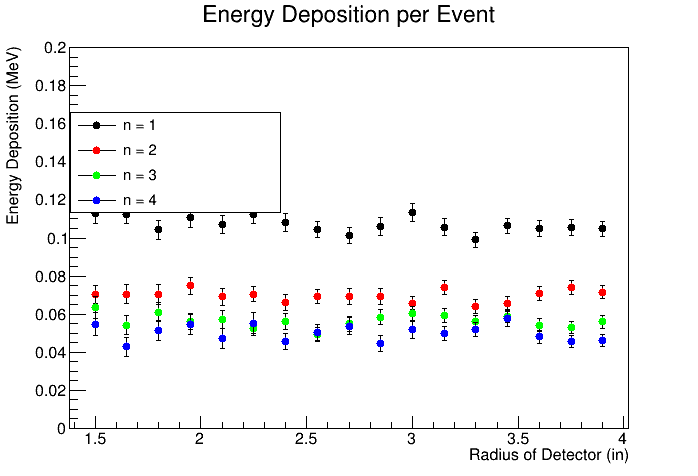 Energy Deposition per Event
Energy Deposition (MeV)
0.2
0.18
0.16
0.14
0.12
0.1
0.08
0.06
0.04
0.02
0
n = 1
n = 2
n = 3
n = 4
1.5 2 2.5 3 3.5 4
Radius of Detector (in)